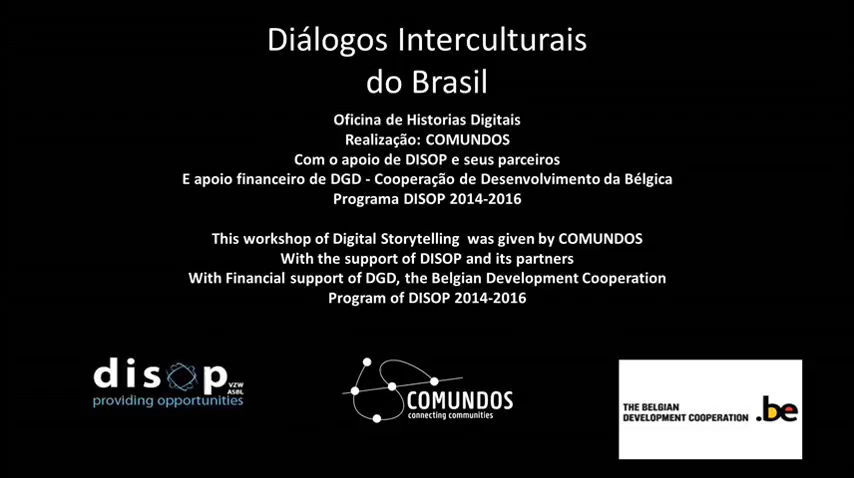 Diálogos Interculturais
do Brasil
Oficina de Historias Digitais
Realização: COMUNDOS
Com o apoio de DISOP e seus parceiros
E apoio financeiro de DGD - Cooperação de Desenvolvimento da Bélgica
Programa DISOP 2014-2016
This workshop of Digital Storytelling was given by COMUNDOS
With the support of DISOP and its partners
With Financial support of DGD, the Belgian Development Cooperation
Program of DISOP 2014-2016
disop
VZW
ASBL
providing opportunities
COMUNDOS
connecting communities
THE BELGIAN
DEVELOPMENT COOPERATION
.be